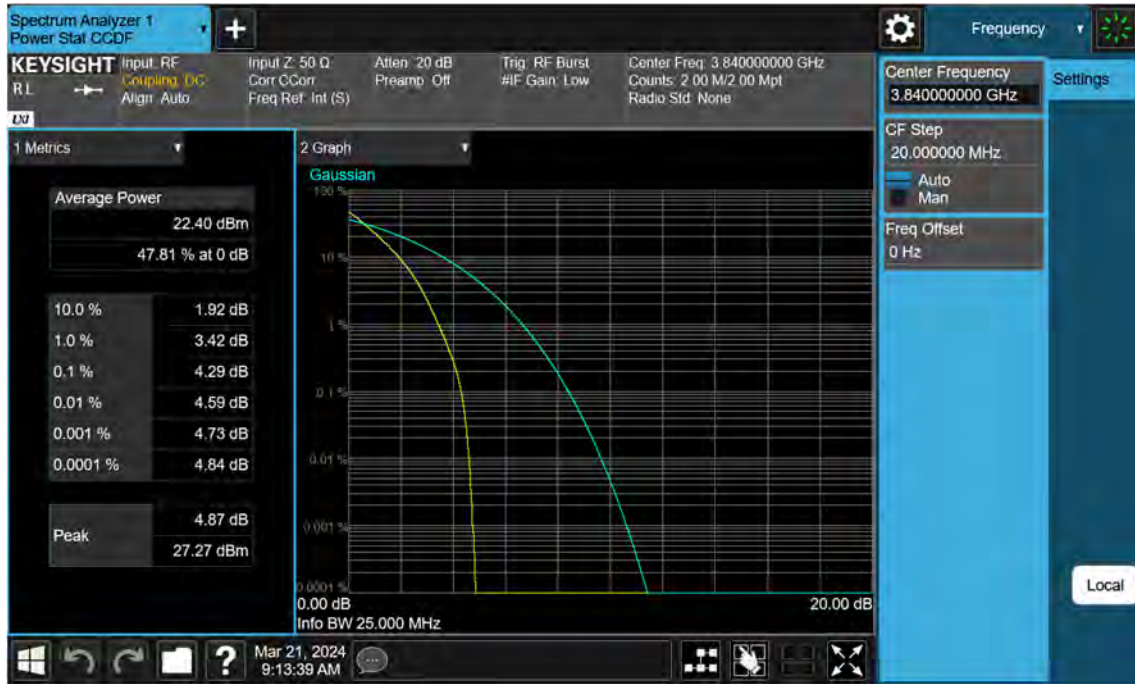 Spectrum Analyzer 1
Power Stat CCDF
Frequency
KEYSIGHT
RL
LXI
Input: RF
Coupling: DC
Align: Auto
Input Z: 50 Ω
Corr CCorr
Freq Ref: Int (S)
Atten: 20 dB
Preamp: Off
Trig: RF Burst
#IF Gain: Low
Center Freq: 3.840000000 GHz
Counts: 2.00 M/2.00 Mpt
Radio Std: None
Center Frequency
3.840000000 GHz
Settings
CF Step
20.000000 MHz
Auto
Man
Freq Offset
0 Hz
1 Metrics
Average Power
22.40 dBm
47.81 % at 0 dB
10.0 % 1.92 dB
1.0 % 3.42 dB
0.1 % 4.29 dB
0.01 % 4.59 dB
0.001 % 4.73 dB
0.0001 % 4.84 dB
Peak
4.87 dB
27.27 dBm
2 Graph
Gaussian
100 %
10 %
1 %
0.1 %
0.01 %
0.001 %
0.0001 %
0.00 dB
20.00 dB
Info BW 25.000 MHz
Local
?
Mar 21, 2024
9:13:39 AM